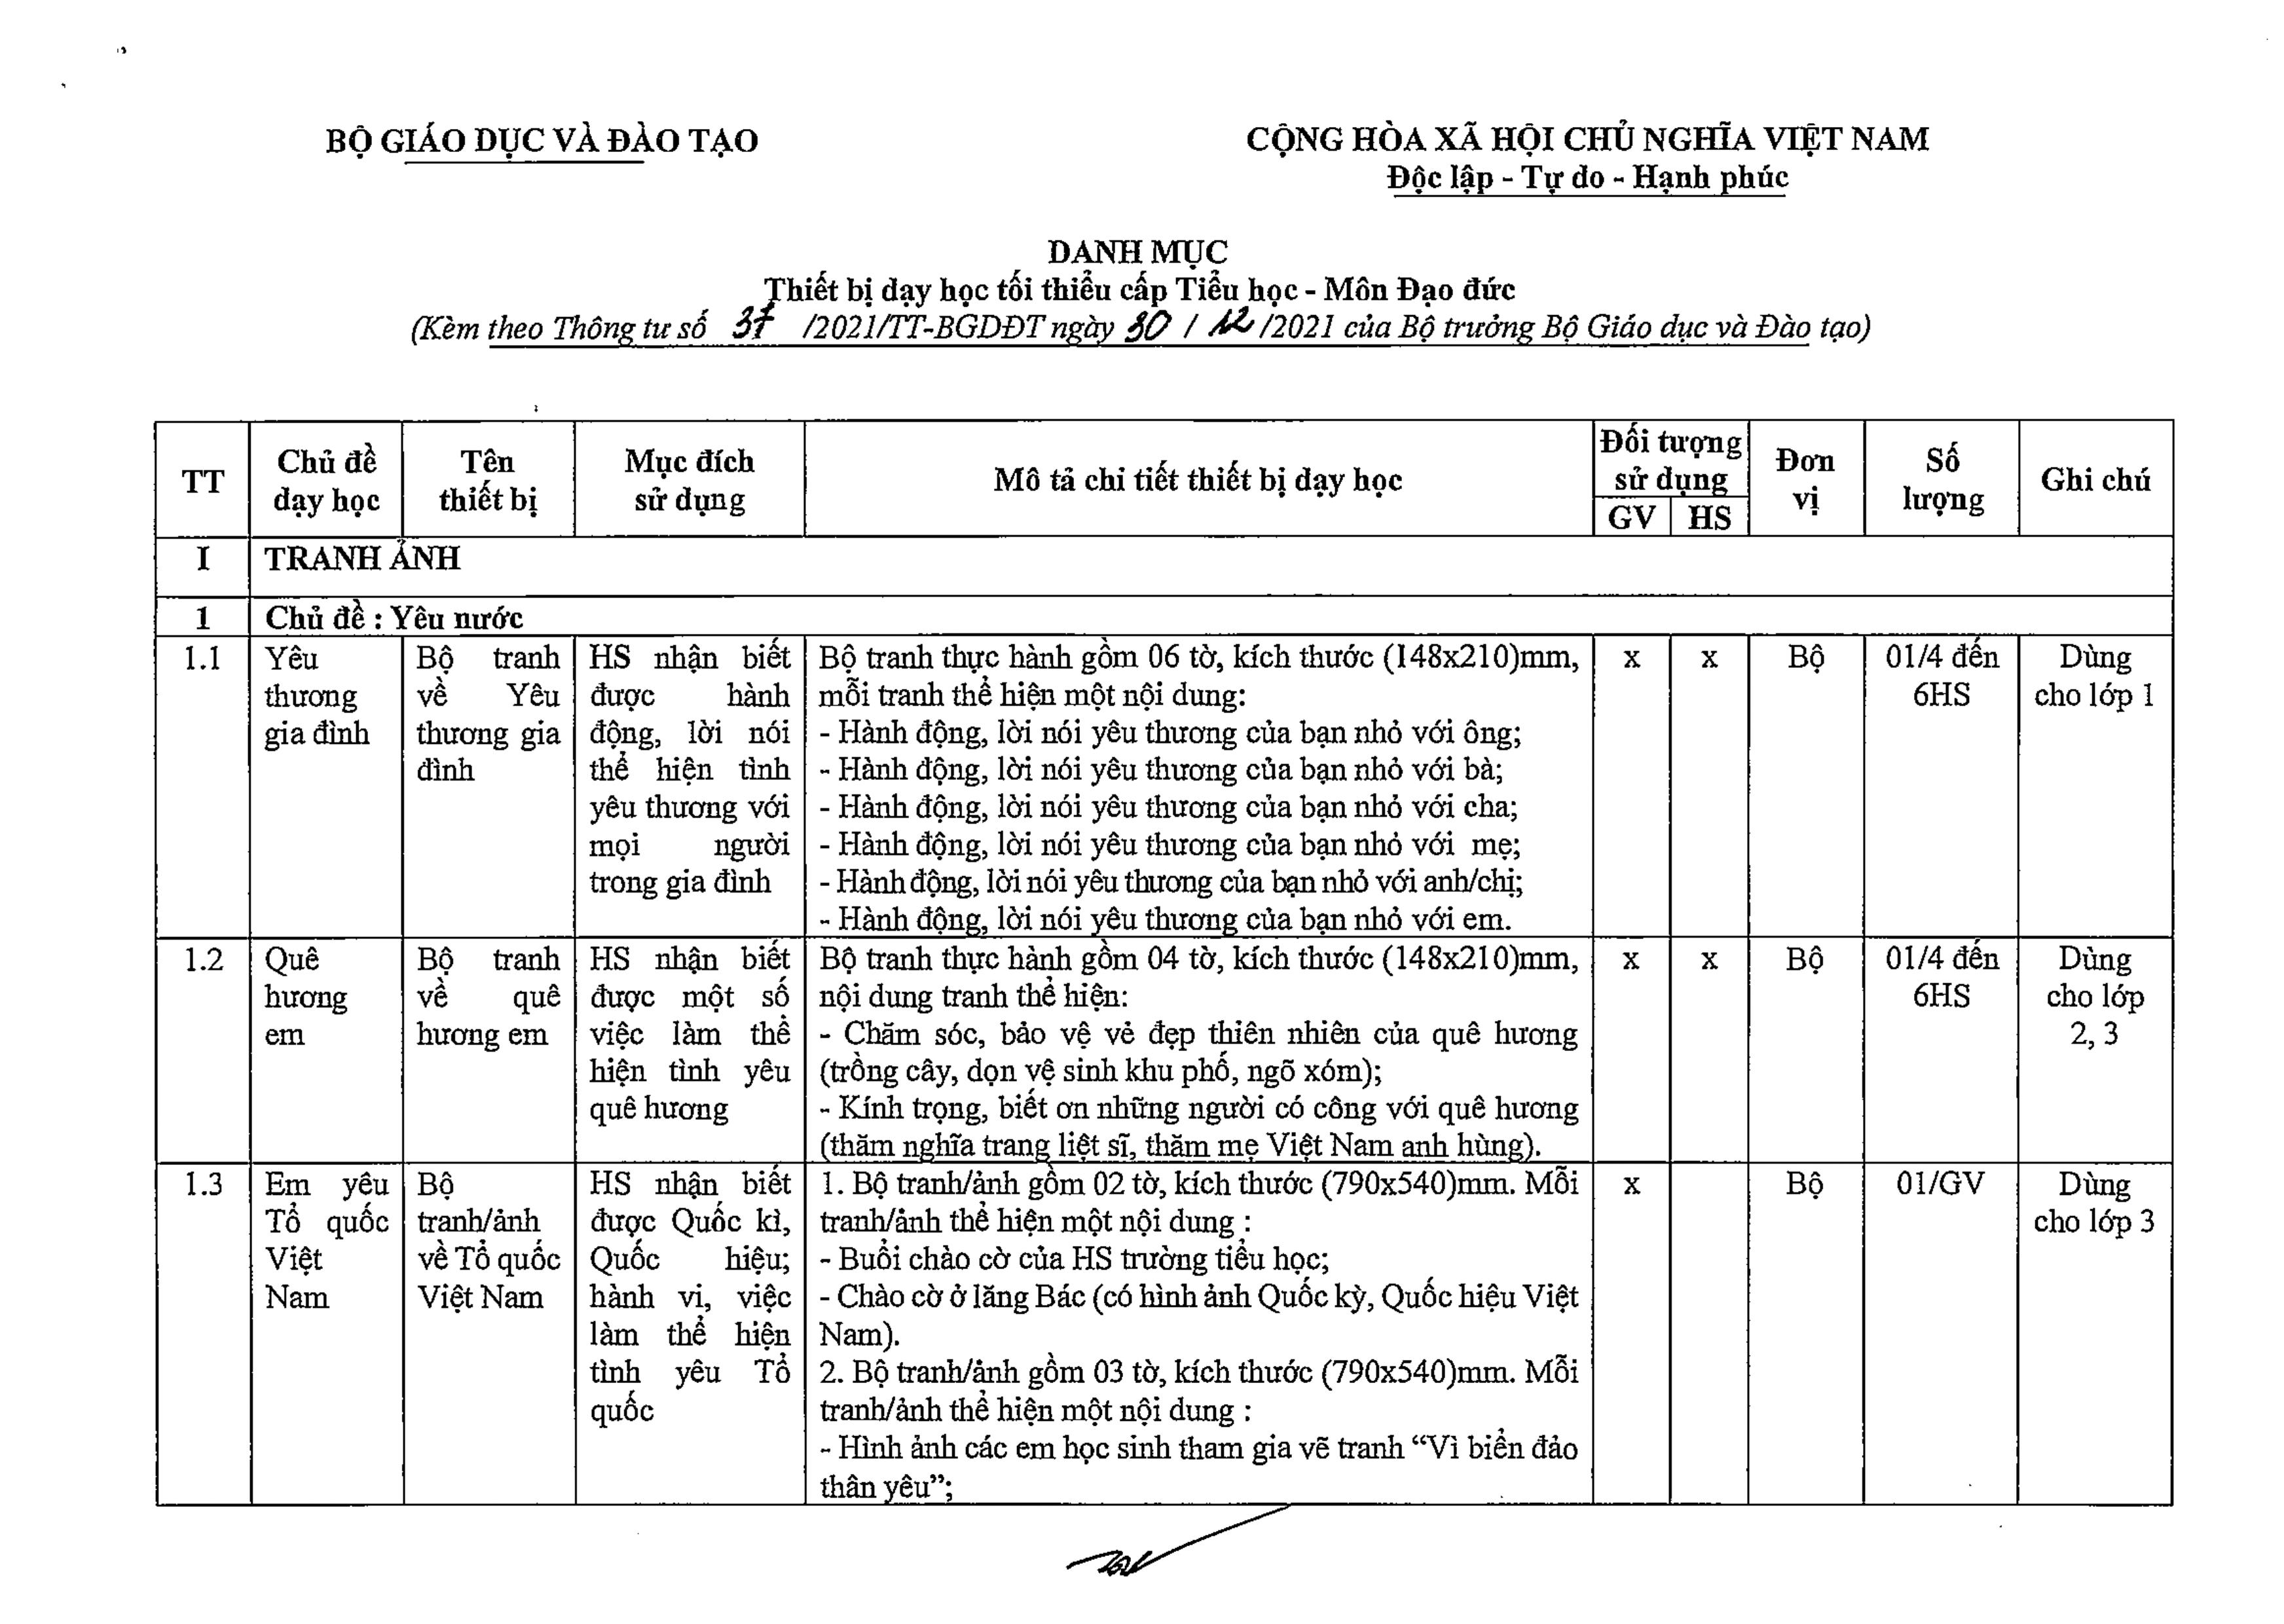 BỘ GIÁO DỤC VÀ ĐÀO TẠO
CỘNG HÒA XÃ HỘI CHỦ NGHĨA VIỆT NAM
Độc lập - Tự do - Hạnh phúc
DANH MỤC
Thiết bị dạy học tối thiểu cấp Tiểu học - Môn Đạo đức
(Kèm theo Thông tư số 37 /2021/TT-BGDĐT ngày 30 / 12 /2021 của Bộ trưởng Bộ Giáo dục và Đào tạo)
TT
Chủ đề
dạy học
Tên
thiết bị
Mục đích
sử dụng
Mô tả chi tiết thiết bị dạy học
Đối tượng
sử dụng
GV
HS
Đơn
vị
Số
lượng
Ghi chú
I TRANH ẢNH
1 Chủ đề : Yêu nước
1.1
Yêu
thương
gia đình
Bộ tranh
về Yêu
thương gia
đình
HS nhận biết
được hành
động, lời nói
thể hiện tình
yêu thương với
mọi người
trong gia đình
Bộ tranh thực hành gồm 06 tờ, kích thước (148x210)mm,
mỗi tranh thể hiện một nội dung:
- Hành động, lời nói yêu thương của bạn nhỏ với ông;
- Hành động, lời nói yêu thương của bạn nhỏ với bà;
- Hành động, lời nói yêu thương của bạn nhỏ với cha;
- Hành động, lời nói yêu thương của bạn nhỏ với mẹ;
- Hành động, lời nói yêu thương của bạn nhỏ với anh/chị;
- Hành động, lời nói yêu thương của bạn nhỏ với em.
x
x
Bộ
01/4 đến
6HS
Dùng
cho lớp 1
1.2
Quê
hương
em
Bộ tranh
về quê
hương em
HS nhận biết
được một số
việc làm thể
hiện tình yêu
quê hương
Bộ tranh thực hành gồm 04 tờ, kích thước (148x210)mm,
nội dung tranh thể hiện:
- Chăm sóc, bảo vệ vẻ đẹp thiên nhiên của quê hương
(trồng cây, dọn vệ sinh khu phố, ngõ xóm);
- Kính trọng, biết ơn những người có công với quê hương
(thăm nghĩa trang liệt sĩ, thăm mẹ Việt Nam anh hùng).
x
x
Bộ
01/4 đến
6HS
Dùng
cho lớp
2, 3
1.3
Em yêu
Tổ quốc
Việt
Nam
Bộ
tranh/ảnh
về Tổ quốc
Việt Nam
HS nhận biết
được Quốc kì,
Quốc hiệu;
hành vi, việc
làm thể hiện
tình yêu Tổ
quốc
1. Bộ tranh/ảnh gồm 02 tờ, kích thước (790x540)mm. Mỗi
tranh/ảnh thể hiện một nội dung :
- Buổi chào cờ của HS trường tiểu học;
- Chào cờ ở lăng Bác (có hình ảnh Quốc kỳ, Quốc hiệu Việt
Nam).
2. Bộ tranh/ảnh gồm 03 tờ, kích thước (790x540)mm. Mỗi
tranh/ảnh thể hiện một nội dung :
- Hình ảnh các em học sinh tham gia vẽ tranh “Vì biển đảo
thân yêu”;
x
Bộ
01/GV
Dùng
cho lớp 3